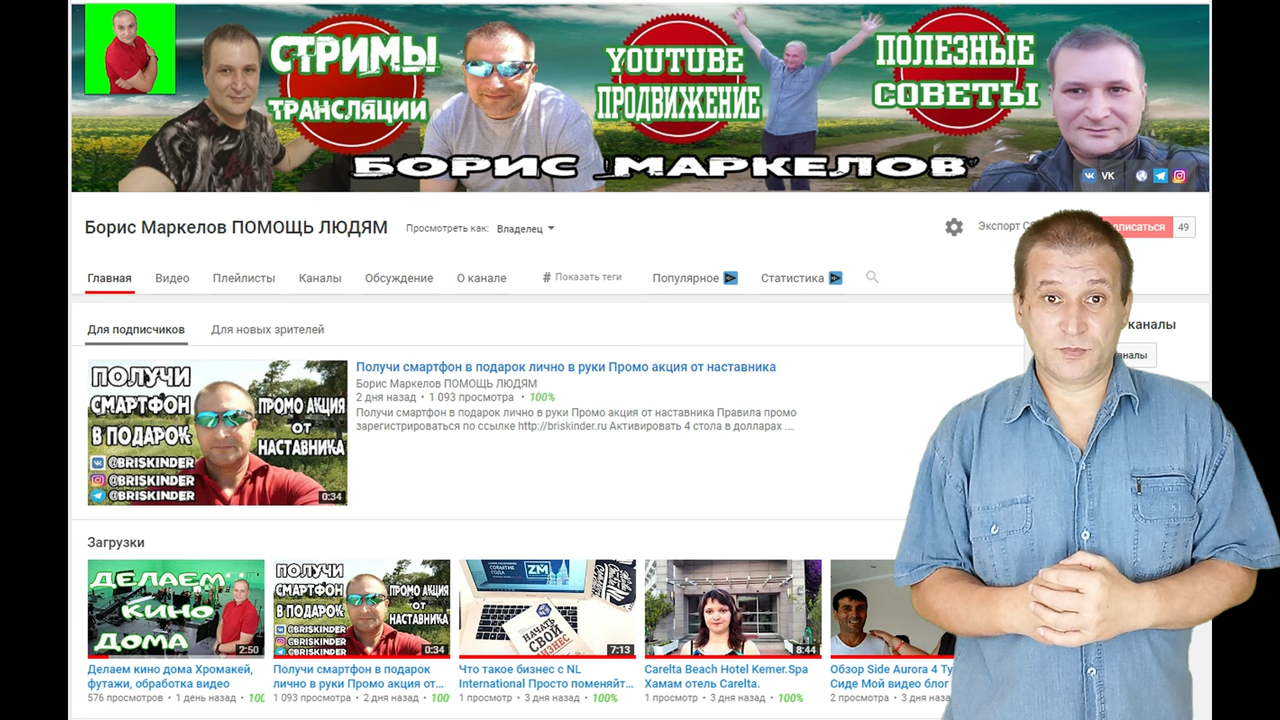 СТРИМЫ
ТРАНСЛЯЦИИ
YOUTUBE
ПРОДВИЖЕНИЕ
ПОЛЕЗНЫЕ
СОВЕТЫ
БОРИС МАРКЕЛОВ
VK
Борис Маркелов ПОМОЩЬ ЛЮДЯМ Просмотреть как: Владелец
Экспорт 49
Главная Видео Плейлисты Каналы Обсуждение О канале # Показать теги Популярное Статистика
Для подписчиков Для новых зрителей
каналы
ПОЛУЧИ
СМАРТФОН
В ПОДАРОК
ПРОМО АКЦИЯ
ОТ
НАСТАВНИКА
@BRISKINDER
@BRISKINDER
@BRISKINDER
0:34
Получи смартфон в подарок лично в руки Промо акция от наставника
Борис Маркелов ПОМОЩЬ ЛЮДЯМ
2 дня назад • 1 093 просмотра • 100%
Получи смартфон в подарок лично в руки Промо акция от наставника Правила промо
зарегистрироваться по ссылке http://briskinder.ru Активировать 4 стола в долларах ....
Загрузки
ДЕЛАЕМ
КИНО
ДОМА
2:50
Делаем кино дома Хромакей,
футажи, обработка видео
576 просмотров • 1 день назад •
ПОЛУЧИ
СМАРТФОН
В ПОДАРОК
ПРОМО АКЦИЯ
ОТ
НАСТАВНИКА
@BRISKINDER
@BRISKINDER
@BRISKINDER
0:34
Получи смартфон в подарок
лично в руки Промо акция от...
1 093 просмотра • 2 дня назад •
СОБЫТИЕ
ГОДА
ZM
НАЧАТЬ
СВОЙ
БИЗНЕС
7:13
Что такое бизнес с NL
International Просто поменяйт...
1 просмотр • 3 дня назад • 100%
8:44
Carelta Beach Hotel Kemer.Spa
Хамам отель Carelta.
1 просмотр • 3 дня назад • 100%
Обзор Side Aurora 4
Сиде Мой видео блог
2 просмотра • 3 дня